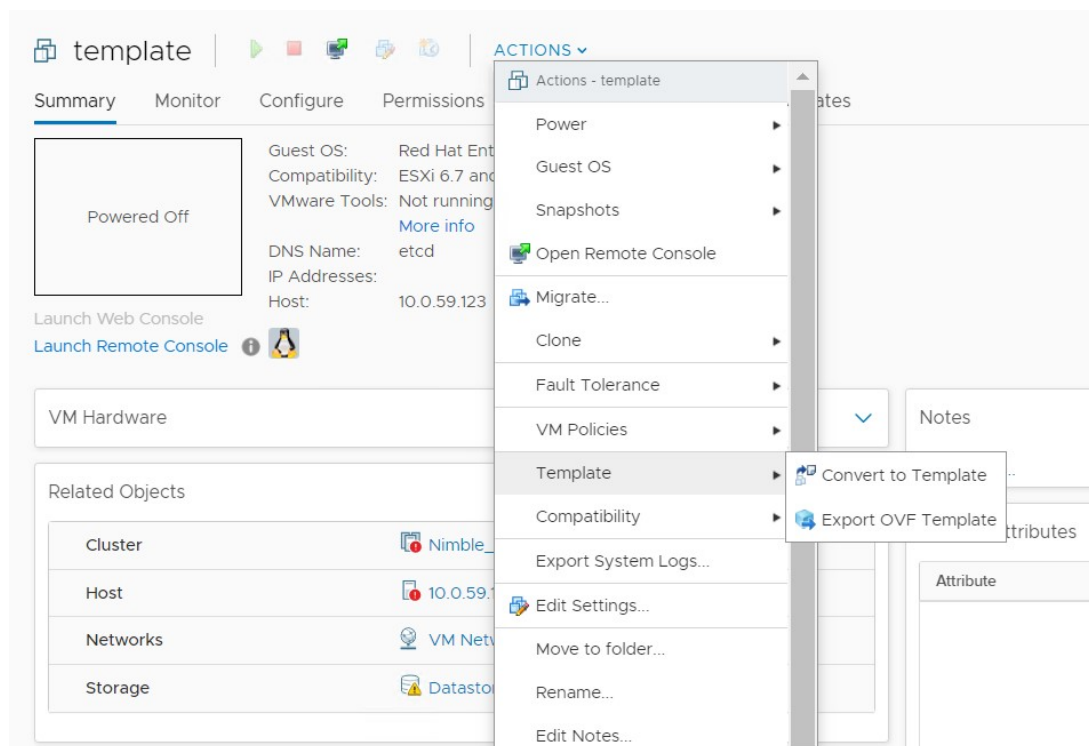 template
ACTIONS
Summary Monitor Configure Permissions
Powered Off
Guest OS: Red Hat Ent
Compatibility: ESXi 6.7 and
VMware Tools: Not running
More info
DNS Name: etcd
IP Addresses:
Host: 10.0.59.123
Launch Web Console
Launch Remote Console
VM Hardware
Related Objects
Cluster Nimble_
Host 10.0.59.1
Networks VM Netw
Storage Datastor
Actions - template
Power
Guest OS
Snapshots
Open Remote Console
Migrate...
Clone
Fault Tolerance
VM Policies
Template
Compatibility
Export System Logs...
Edit Settings...
Move to folder...
Rename...
Edit Notes...
Convert to Template
Export OVF Template
Notes
Attribute